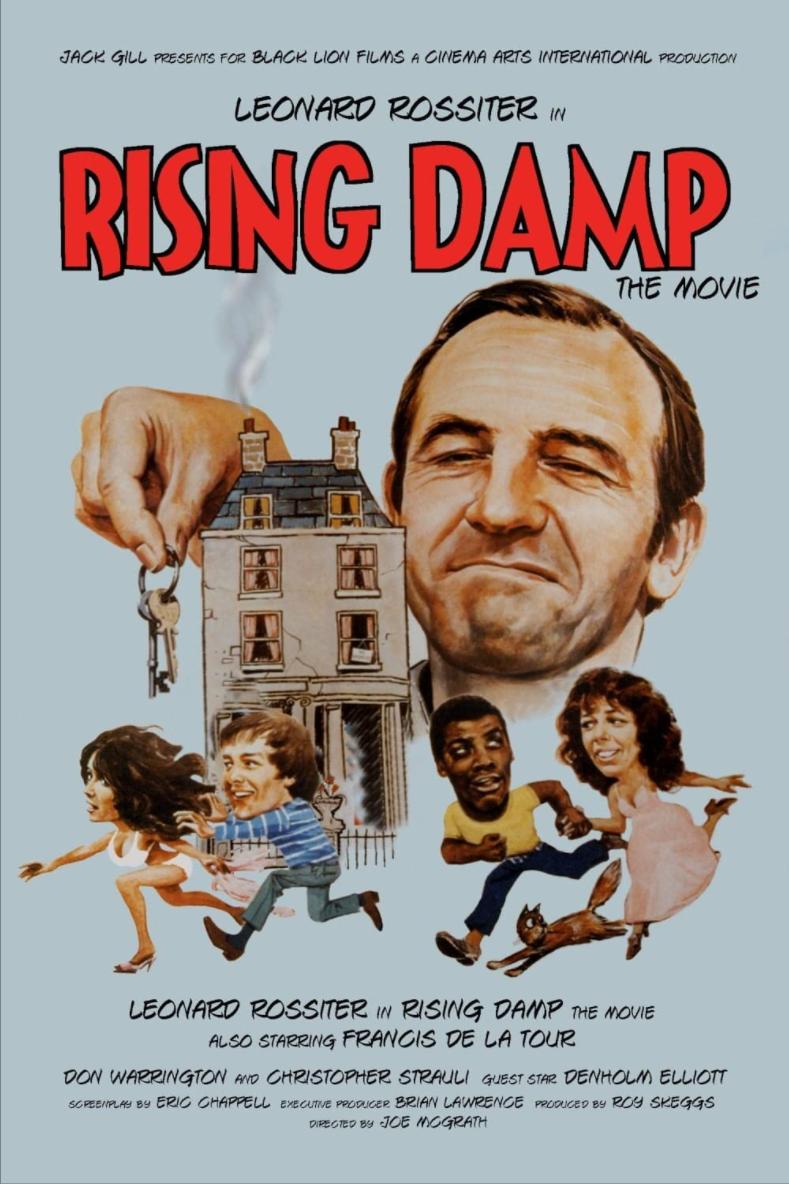 JACK GILL PRESENTS FOR BLACK LION FILMS A CINEMA ARTS INTERNATIONAL PRODUCTION
LEONARD ROSSITER IN
RISING DAMP
THE MOVIE
LEONARD ROSSITER IN RISING DAMP THE MOVIE
ALSO STARRING FRANCIS DE LA TOUR
DON WARRINGTON AND CHRISTOPHER STRAULI GUEST STAR DENHOLM ELLIOTT
SCREENPLAY BY ERIC CHAPPELL EXECUTIVE PRODUCER BRIAN LAWRENCE PRODUCED BY ROY SKEGGS
DIRECTED BY JOE MCGRATH